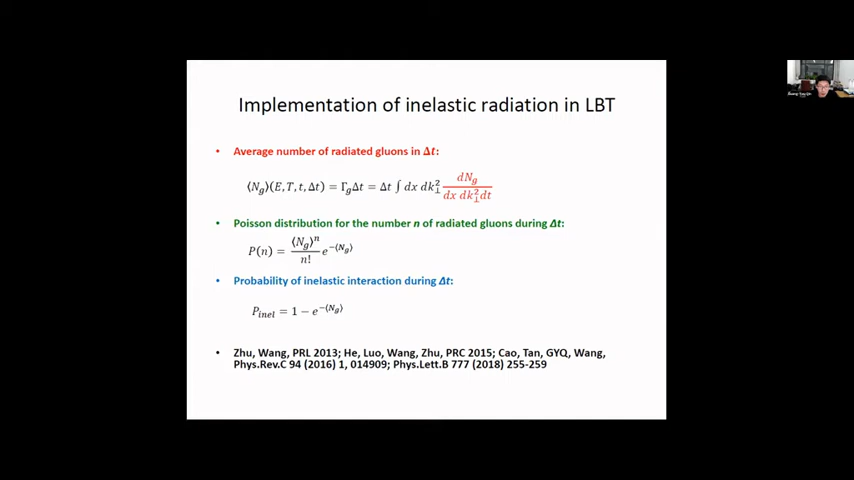 Implementation of inelastic radiation in LBT
• Average number of radiated gluons in Δt:
⟨N_g⟩(E, T, t, Δt) = Γ_g Δt = Δt ∫ dx dk_⊥^2 dN_g / dx dk_⊥^2 dt
• Poisson distribution for the number n of radiated gluons during Δt:
P(n) = ⟨N_g⟩^n / n! e^{−⟨N_g⟩}
• Probability of inelastic interaction during Δt:
P_inel = 1 − e^{−⟨N_g⟩}
• Zhu, Wang, PRL 2013; He, Luo, Wang, Zhu, PRC 2015; Cao, Tan, GYQ, Wang,
Phys.Rev.C 94 (2016) 1, 014909; Phys.Lett.B 777 (2018) 255-259